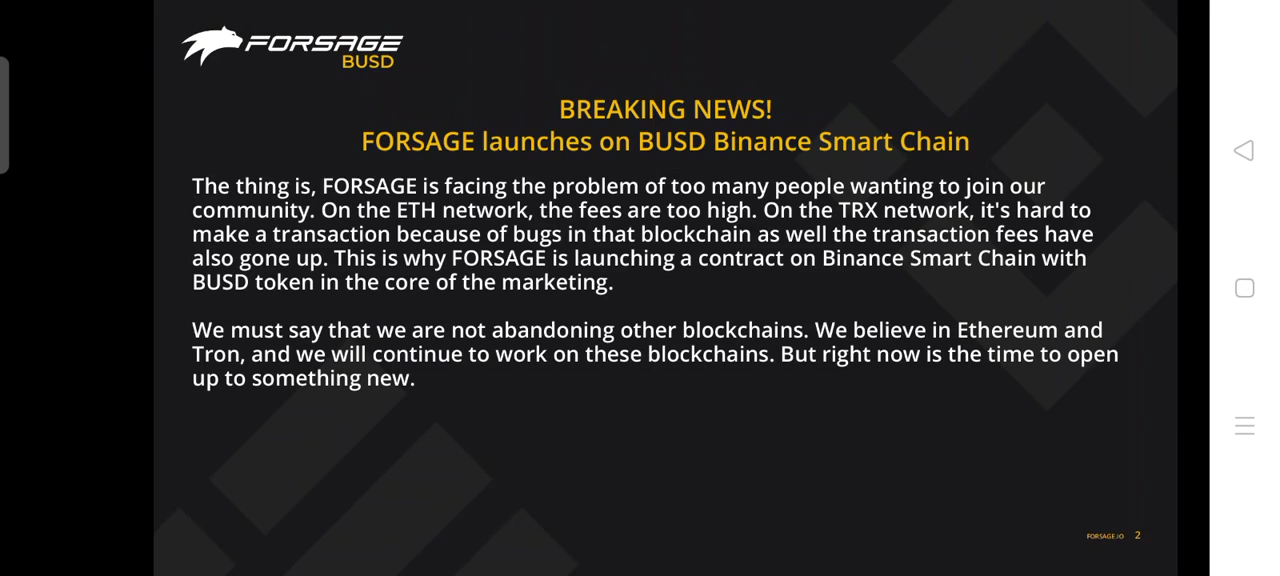 FORSAGE
BUSD
BREAKING NEWS!
FORSAGE launches on BUSD Binance Smart Chain
The thing is, FORSAGE is facing the problem of too many people wanting to join our
community. On the ETH network, the fees are too high. On the TRX network, it's hard to
make a transaction because of bugs in that blockchain as well the transaction fees have
also gone up. This is why FORSAGE is launching a contract on Binance Smart Chain with
BUSD token in the core of the marketing.
We must say that we are not abandoning other blockchains. We believe in Ethereum and
Tron, and we will continue to work on these blockchains. But right now is the time to open
up to something new.
FORSAGE.IO 2